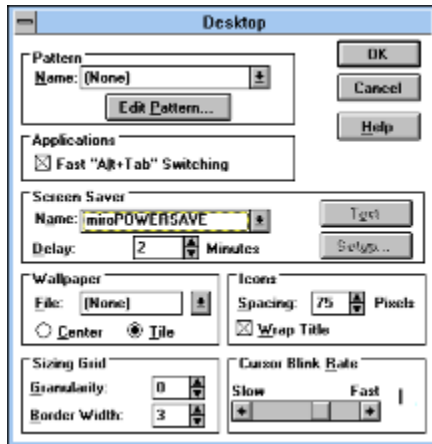 Desktop
Pattern
Name: (None)
Edit Pattern...
OK
Cancel
Help
Applications
Fast "Alt+Tab" Switching
Screen Saver
Name: miroPOWERSAVE
Delay: 2 Minutes
Test
Setup...
Wallpaper
File: (None)
Center Tile
Icons
Spacing: 75 Pixels
Wrap Title
Sizing Grid
Granularity: 0
Border Width: 3
Cursor Blink Rate
Slow Fast